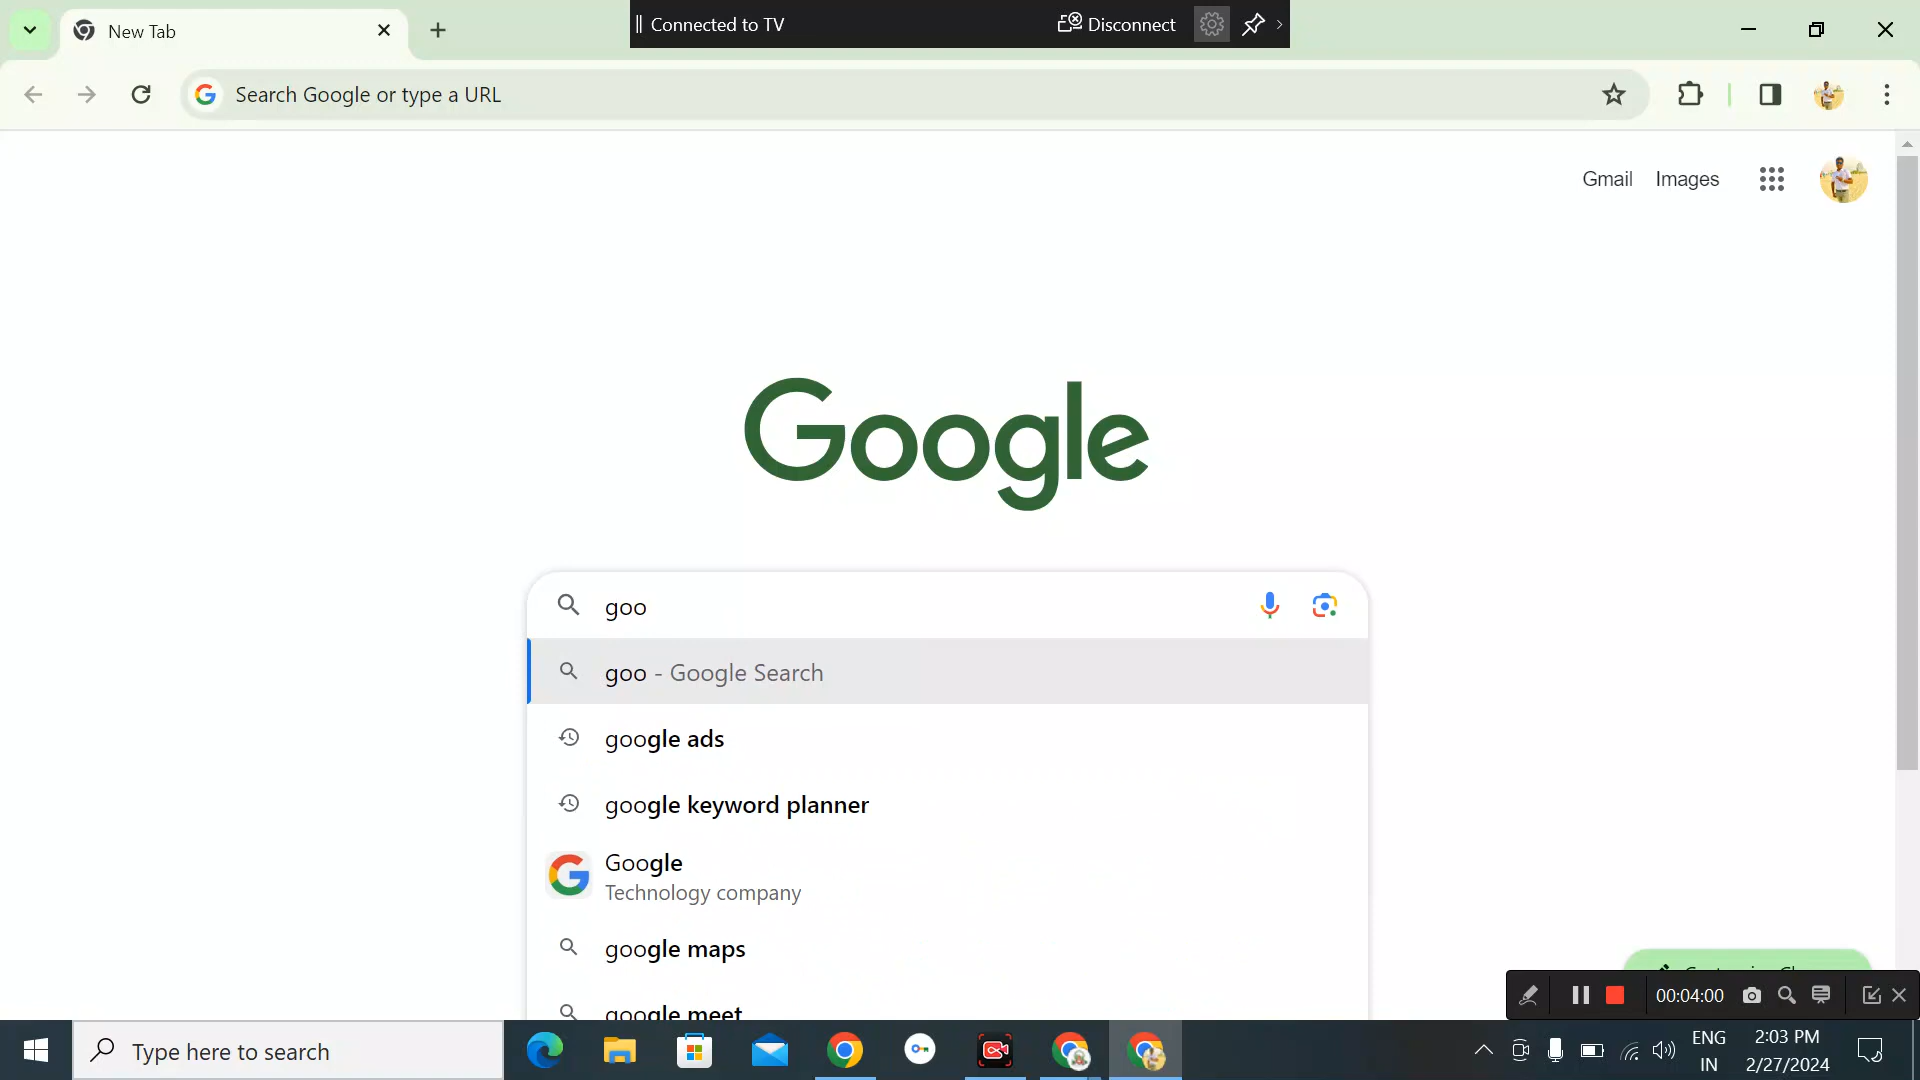 New Tab
Connected to TV
Disconnect
Search Google or type a URL
Gmail
Images
Google
goo
goo - Google Search
google ads
google keyword planner
Google
Technology company
google maps
google meet
00:04:00
Type here to search
ENG
IN
2:03 PM
2/27/2024